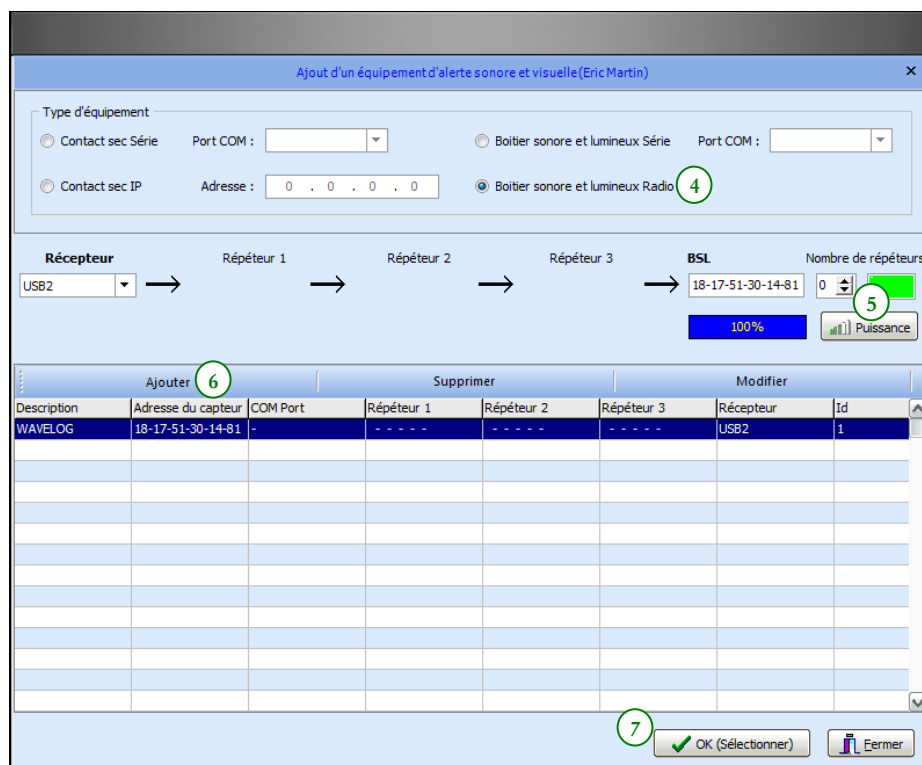 Ajout d'un équipement d'alerte sonore et visuelle(Eric Martin)
Type d'équipement
Contact sec Série Port COM : Boitier sonore et lumineux Série Port COM :
Contact sec IP Adresse : 0 . 0 . 0 . 0 Boitier sonore et lumineux Radio 4
Récepteur Répéteur 1 Répéteur 2 Répéteur 3 BSL Nombre de répéteurs
USB2 18-17-51-30-14-81 0
5
100% Puissance
Ajouter 6 Supprimer Modifier
Description Adresse du capteur COM Port Répéteur 1 Répéteur 2 Répéteur 3 Récepteur Id
WAVELOG 18-17-51-30-14-81 - - - - - - - - - - - - - - - - USB2 1
7
OK (Sélectionner) Fermer